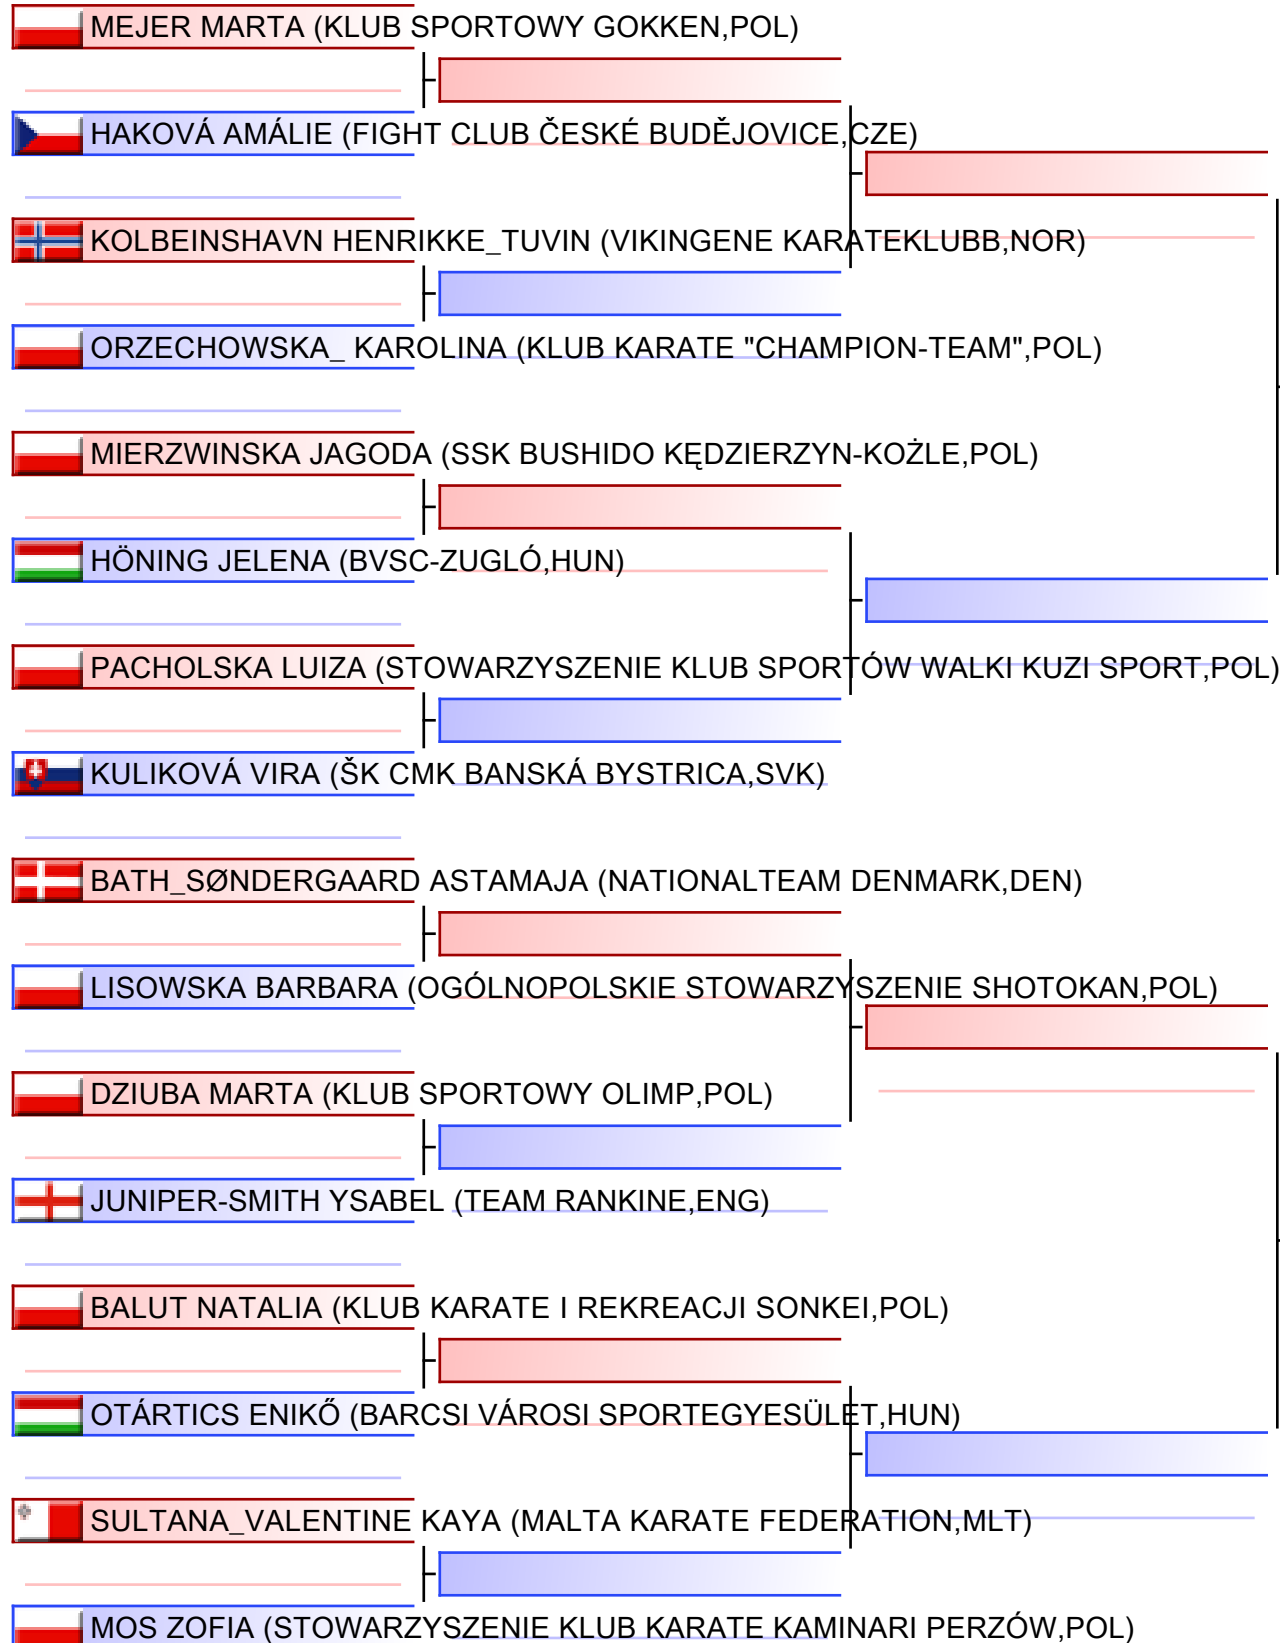 MEJER MARTA (KLUB SPORTOWY GOKKEN,POL)
HAKOVÁ AMÁLIE (FIGHT CLUB ČESKÉ BUDĚJOVICE,CZE)
KOLBEINSHAVN HENRIKKE_TUVIN (VIKINGENE KARATEKLUBB,NOR)
ORZECHOWSKA_ KAROLINA (KLUB KARATE "CHAMPION-TEAM",POL)
MIERZWINSKA JAGODA (SSK BUSHIDO KĘDZIERZYN-KOŹLE,POL)
HÖNING JELENA (BVSC-ZUGLÓ,HUN)
PACHOLSKA LUIZA (STOWARZYSZENIE KLUB SPORTÓW WALKI KUZI SPORT,POL)
KULIKOVÁ VIRA (ŠK CMK BANSKÁ BYSTRICA,SVK)
BATH_SØNDERGAARD ASTAMAJA (NATIONALTEAM DENMARK,DEN)
LISOWSKA BARBARA (OGÓLNOPOLSKIE STOWARZYSZENIE SHOTOKAN,POL)
DZIUBA MARTA (KLUB SPORTOWY OLIMP,POL)
JUNIPER-SMITH YSABEL (TEAM RANKINE,ENG)
BALUT NATALIA (KLUB KARATE I REKREACJI SONKEI,POL)
OTÁRTICS ENIKŐ (BARCSI VÁROSI SPORTEGYESÜLET,HUN)
SULTANA_VALENTINE KAYA (MALTA KARATE FEDERATION,MLT)
MOS ZOFIA (STOWARZYSZENIE KLUB KARATE KAMINARI PERZÓW,POL)